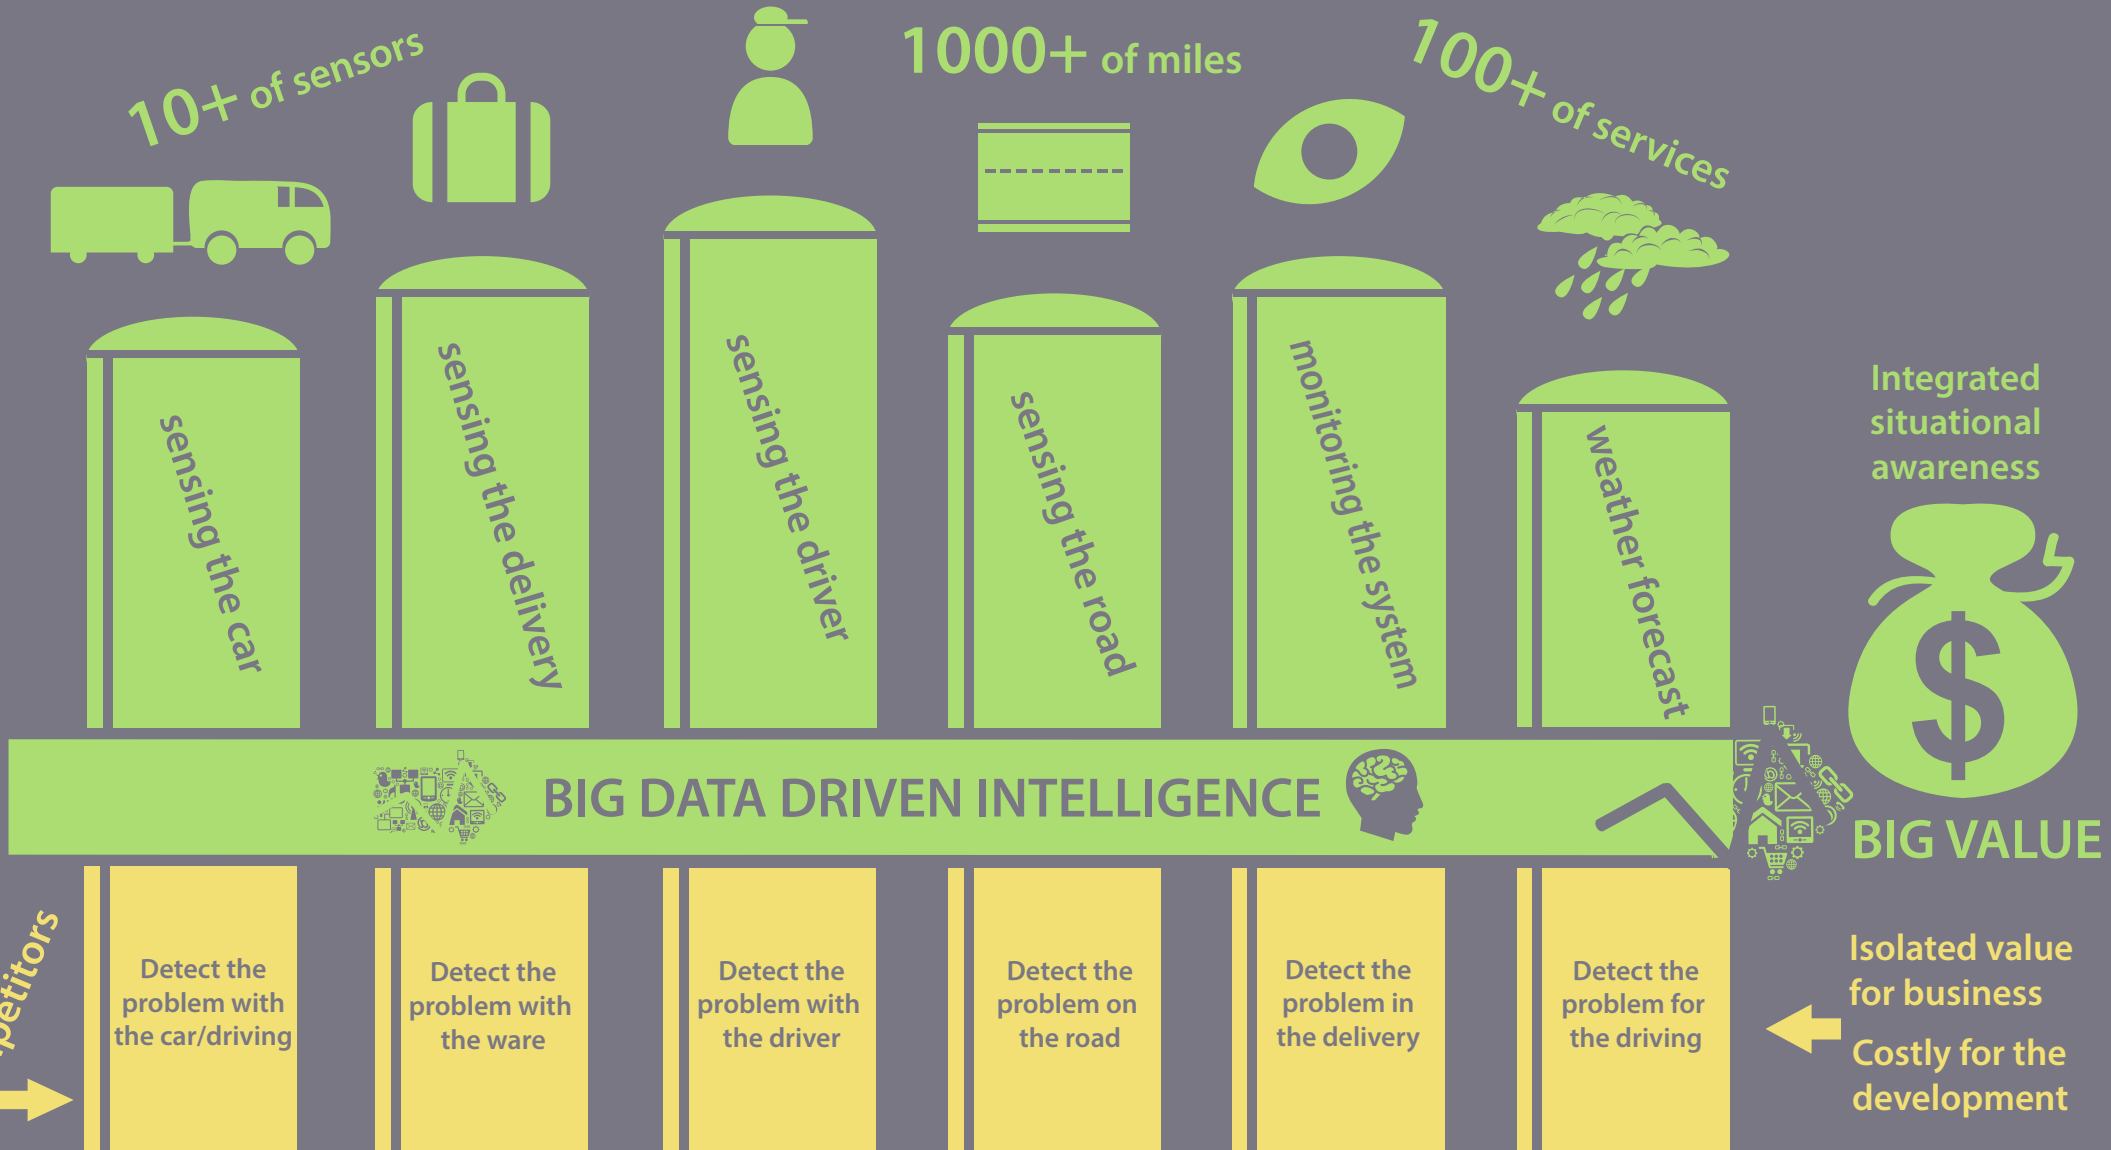 10+ of sensors
1000+ of miles
100+ of services
sensing the car
sensing the delivery
sensing the driver
sensing the road
monitoring the system
weather forecast
Integrated
situational
awareness
$
BIG DATA DRIVEN INTELLIGENCE
BIG VALUE
Detect the
problem with
the car/driving
Detect the
problem with
the ware
Detect the
problem with
the driver
Detect the
problem on
the road
Detect the
problem in
the delivery
Detect the
problem for
the driving
Isolated value
for business
Costly for the
development